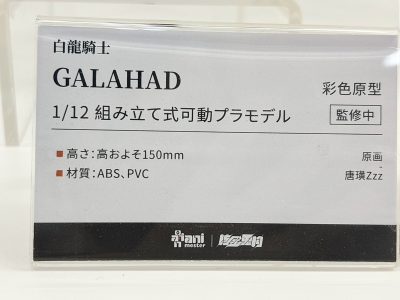 白龍騎士
GALAHAD
彩色原型
1/12 組み立て式可動プラモデル
監修中
■ 高さ：高およそ150mm
原画
■ 材質：ABS、PVC
唐璜Zzz
ani
mester